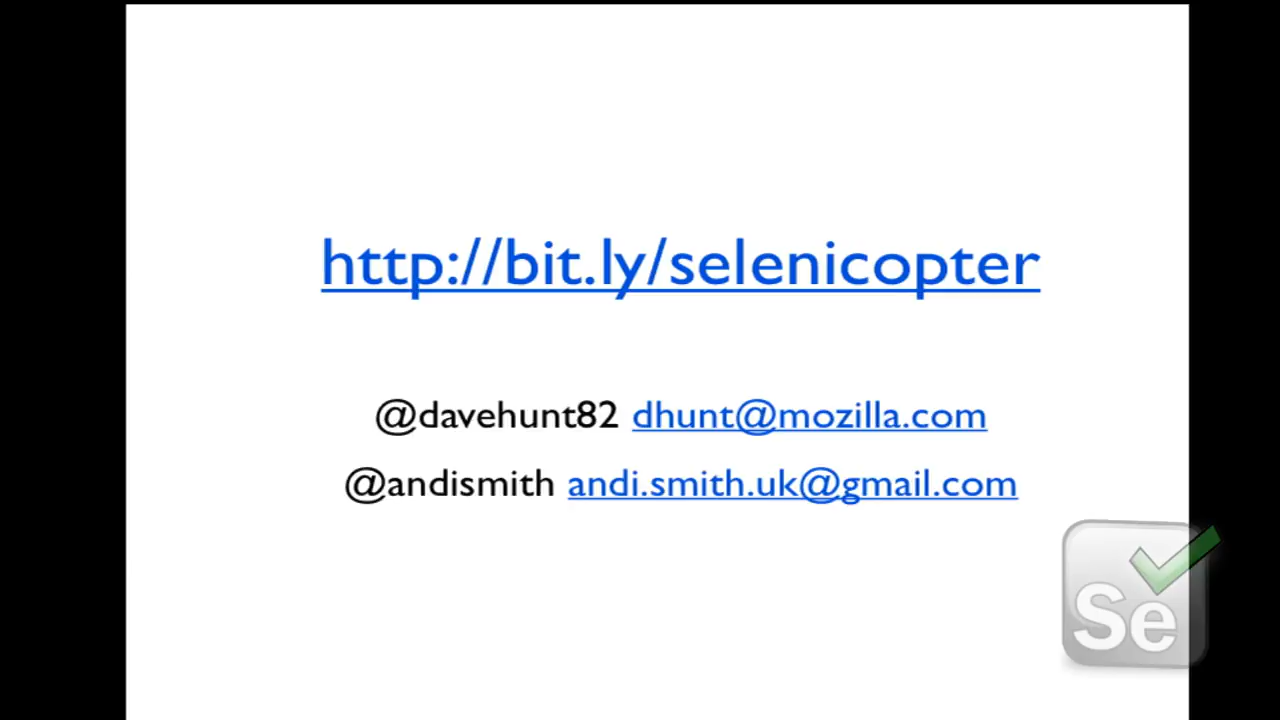 http://bit.ly/selenicopter
@davehunt82 dhunt@mozilla.com
@andismith andi.smith.uk@gmail.com
Se